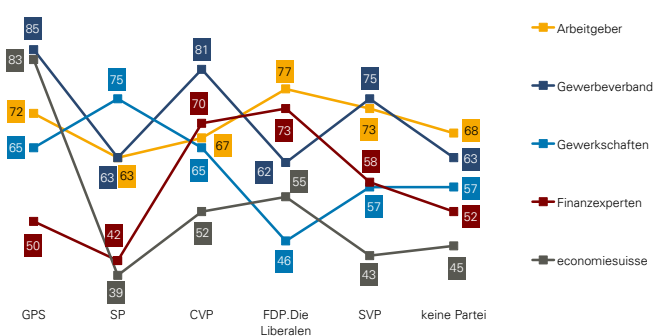 85
81
77
75
75
83
72
70
73
68
65
63
63
67
65
62
73
58
63
57
57
55
50
42
52
52
46
39
43
45
GPS
SP
CVP
FDP.Die
Liberalen
SVP
keine Partei
Arbeitgeber
Gewerbeverband
Gewerkschaften
Finanzexperten
economiesuisse